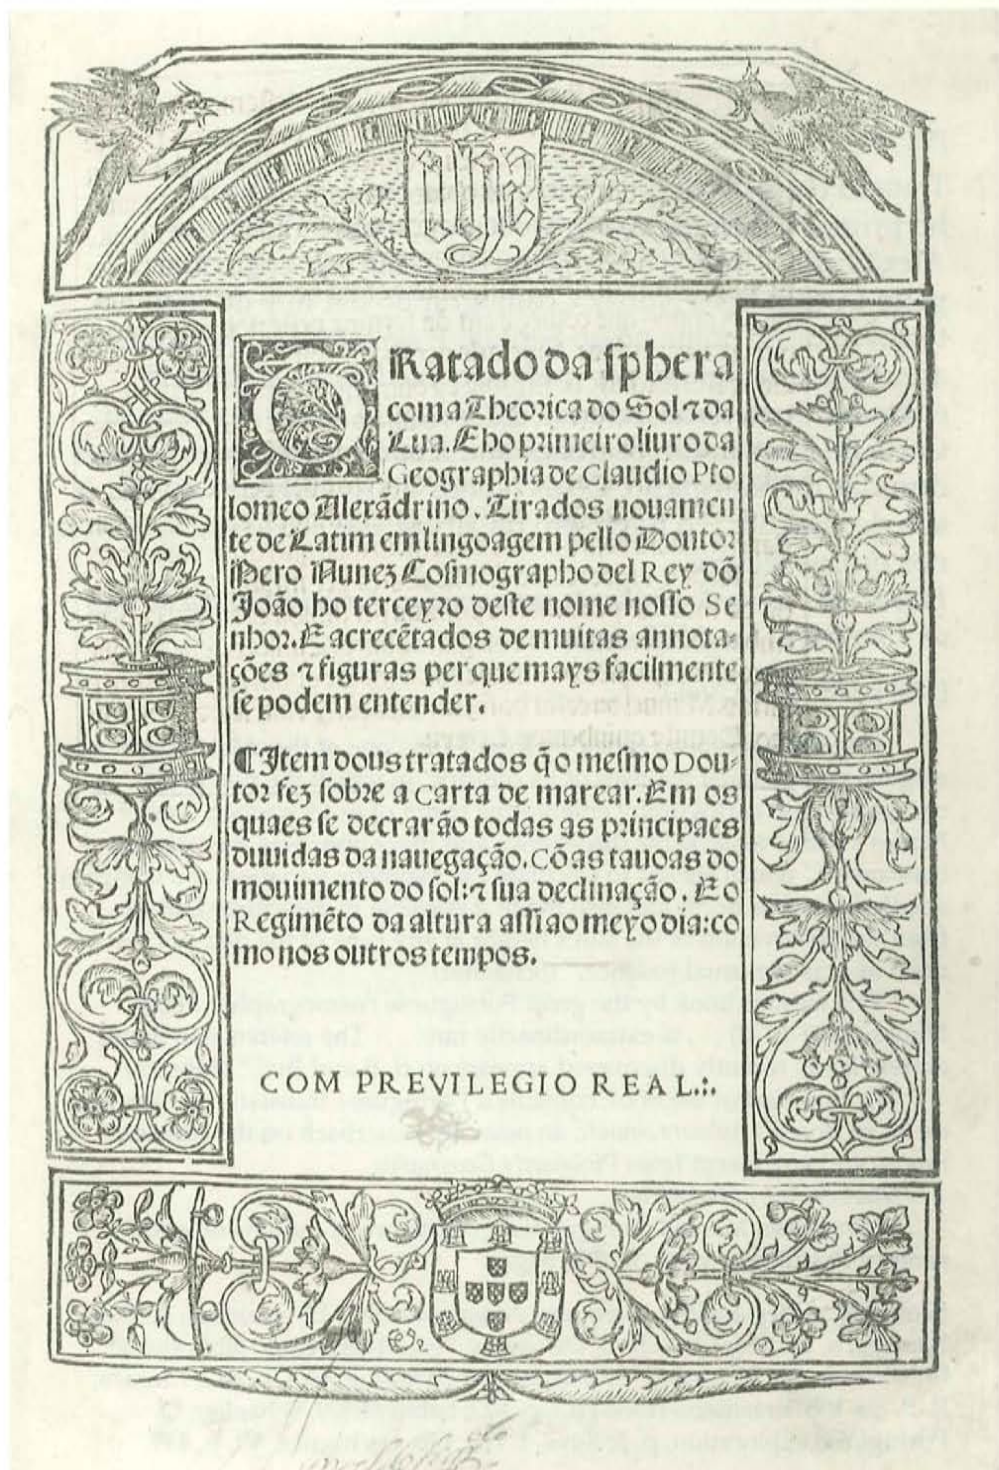 TRatado da ſphera
com a Theorica do Sol ⁊ da
Lua. E ho primeiro liuro da
Geographia de Claudio Pto
lomeo Alexãdrino. Tirados nouamen
te de Latim em lingoagem pello Doutor
Pero Nunez Coſmographo del Rey dõ
João ho terceyro deſte nome noſſo Se
nhor. E acrecẽtados de muitas annota-
ções ⁊ figuras per que mays facilmente
ſe podem entender.
¶ Item dous tratados q̃ o meſmo Dou-
tor fez ſobre a Carta de marear. Em os
quaes ſe decrarão todas as principaes
duuidas da nauegação. Cõ as tauoas do
mouimento do ſol: ⁊ ſua declinação. E o
Regimẽto da altura aſſi ao meyo dia: co
mo nos outros tempos.
COM PREVILEGIO REAL.:.